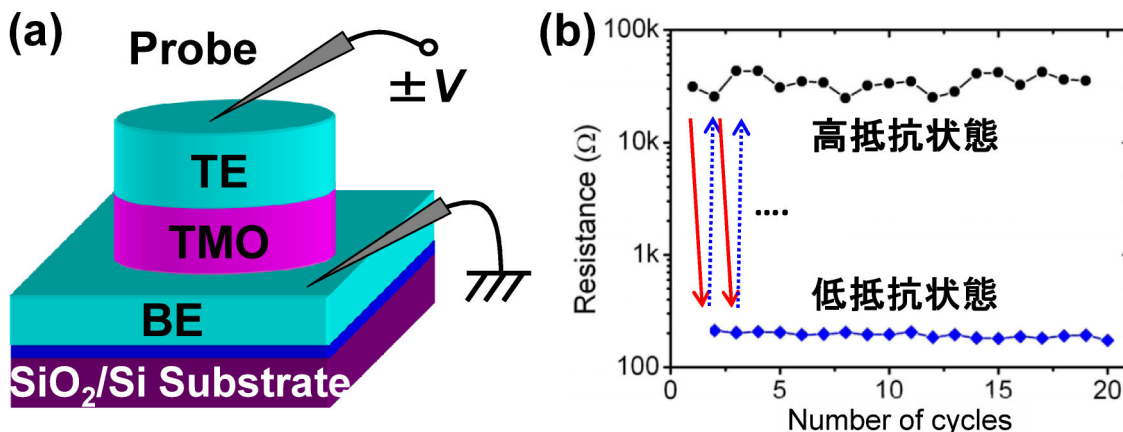 (a)
Probe
±V
TE
TMO
BE
SiO₂/Si Substrate
(b)
Resistance (Ω)
100k
10k
1k
100
高抵抗状態
....
低抵抗状態
0 5 10 15 20
Number of cycles